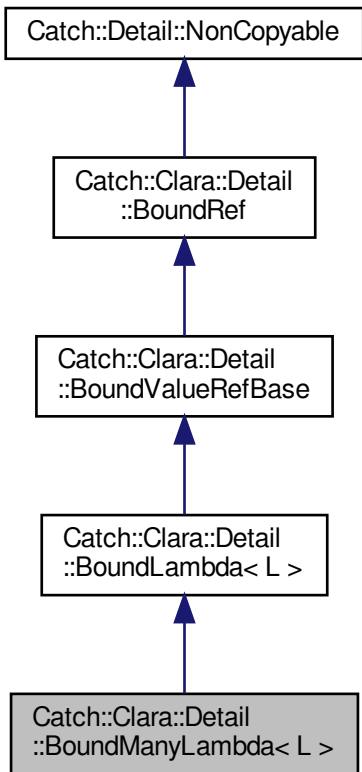 Catch::Detail::NonCopyable
Catch::Clara::Detail
::BoundRef
Catch::Clara::Detail
::BoundValueRefBase
Catch::Clara::Detail
::BoundLambda< L >
Catch::Clara::Detail
::BoundManyLambda< L >